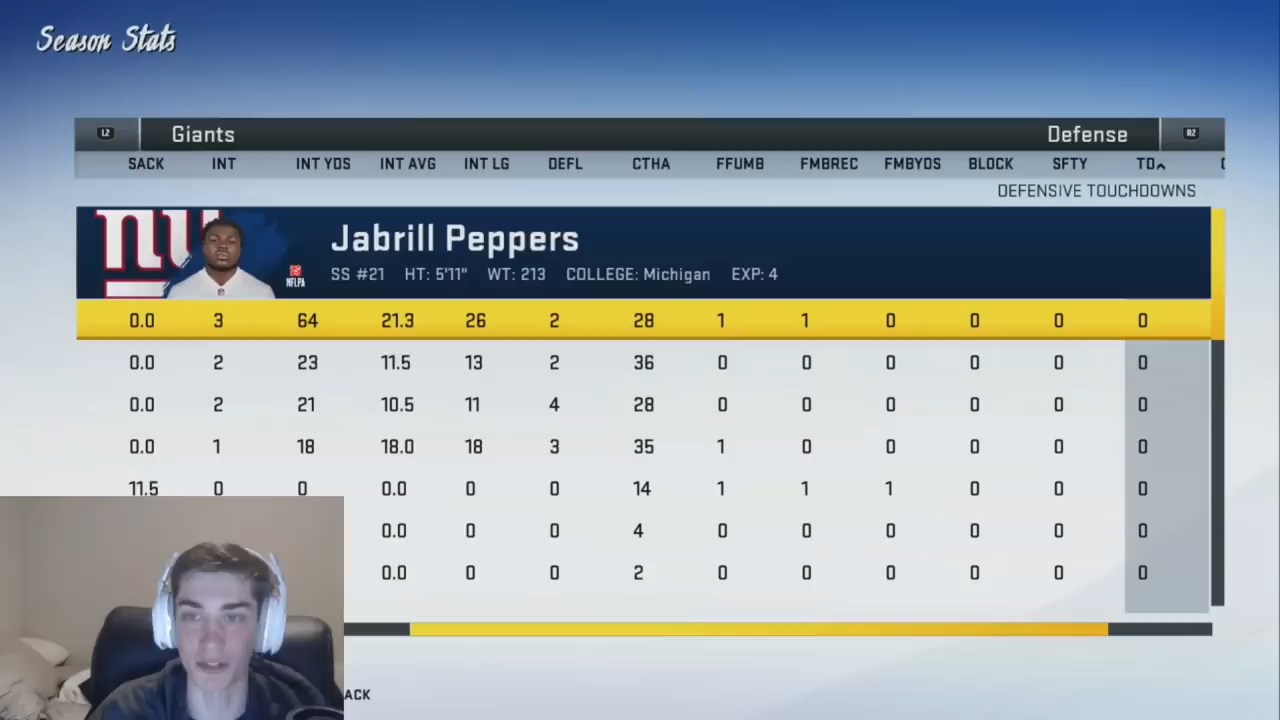 Season Stats
L2 Giants Defense R2
SACK INT INT YDS INT AVG INT LG DEFL CTHA FFUMB FMBREC FMBYDS BLOCK SFTY TD
DEFENSIVE TOUCHDOWNS
Jabrill Peppers
SS #21 HT: 5'11" WT: 213 COLLEGE: Michigan EXP: 4
NFLPA
0.0 3 64 21.3 26 2 28 1 1 0 0 0 0
0.0 2 23 11.5 13 2 36 0 0 0 0 0 0
0.0 2 21 10.5 11 4 28 0 0 0 0 0 0
0.0 1 18 18.0 18 3 35 1 0 0 0 0 0
11.5 0 0 0.0 0 0 14 1 1 1 0 0 0
0.0 0 0 4 0 0 0 0 0 0
0.0 0 0 2 0 0 0 0 0 0
ACK